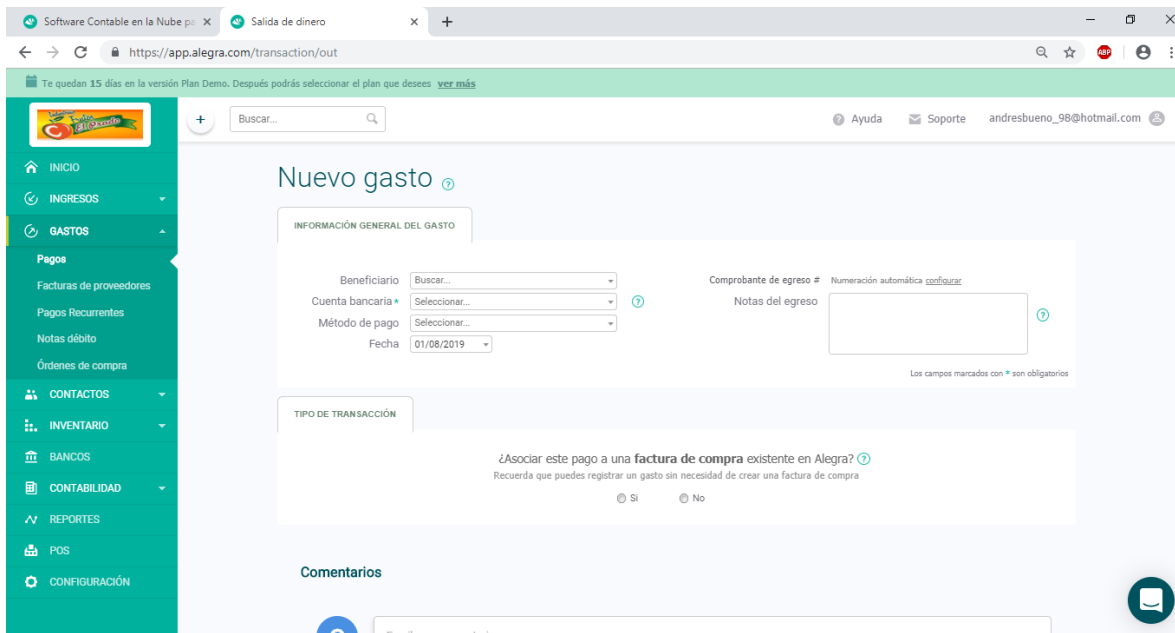 Software Contable en la Nube pa
Salida de dinero
https://app.alegra.com/transaction/out
ABP
Te quedan 15 días en la versión Plan Demo. Después podrás seleccionar el plan que desees ver más
Buscar...
Ayuda
Soporte
andresbueno_98@hotmail.com
INICIO
INGRESOS
GASTOS
Pagos
Facturas de proveedores
Pagos Recurrentes
Notas débito
Órdenes de compra
CONTACTOS
INVENTARIO
BANCOS
CONTABILIDAD
REPORTES
POS
CONFIGURACIÓN
Nuevo gasto
INFORMACIÓN GENERAL DEL GASTO
Beneficiario Buscar...
Cuenta bancaria * Seleccionar...
Método de pago Seleccionar...
Fecha 01/08/2019
Comprobante de egreso # Numeración automática configurar
Notas del egreso
Los campos marcados con * son obligatorios
TIPO DE TRANSACCIÓN
¿Asociar este pago a una factura de compra existente en Alegra?
Recuerda que puedes registrar un gasto sin necesidad de crear una factura de compra
Si No
Comentarios